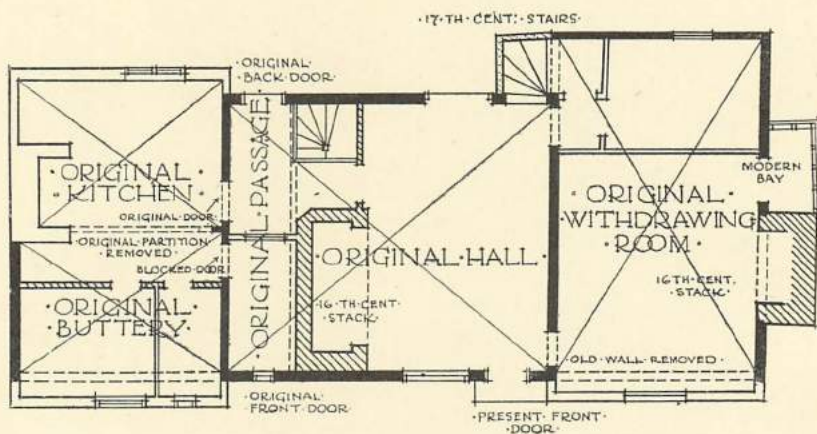 ·17·TH·CENT: STAIRS·
·ORIGINAL·
BACK·DOOR·
·ORIGINAL·
·KITCHEN·
ORIGINAL·DOOR·
·ORIGINAL·PARTITION·
REMOVED·
BLOCKED·DOOR·
·ORIGINAL·
BUTTERY·
·ORIGINAL·PASSAGE·
·ORIGINAL·
FRONT·DOOR·
·16·TH·CENT·
·STACK·
·ORIGINAL·HALL·
·ORIGINAL·
·WITHDRAWING·
·ROOM·
MODERN
BAY
16TH·CENT.
·STACK·
·OLD·WALL·REMOVED·
·PRESENT·FRONT·
·DOOR·